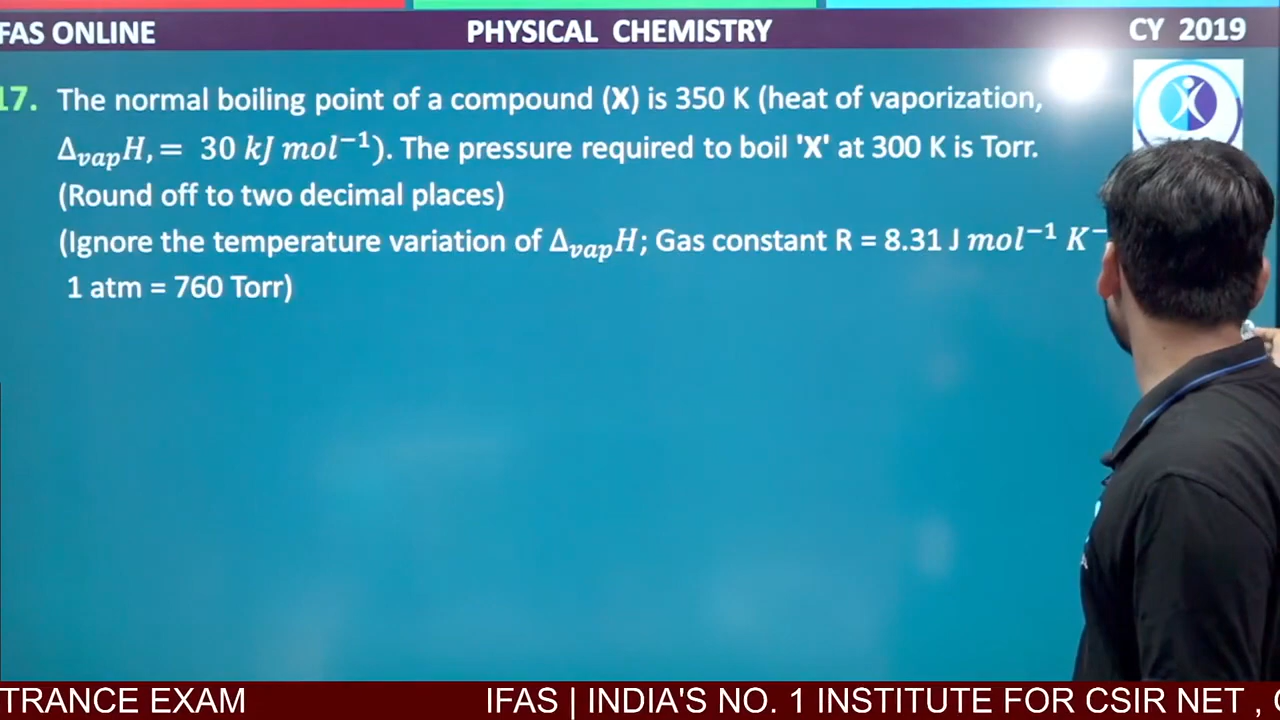 FAS ONLINE
PHYSICAL CHEMISTRY
CY 2019
17. The normal boiling point of a compound (X) is 350 K (heat of vaporization,
Δ_vap H, = 30 kJ mol⁻¹). The pressure required to boil 'X' at 300 K is Torr.
(Round off to two decimal places)
(Ignore the temperature variation of Δ_vap H; Gas constant R = 8.31 J mol⁻¹ K⁻
1 atm = 760 Torr)
TRANCE EXAM IFAS | INDIA'S NO. 1 INSTITUTE FOR CSIR NET ,